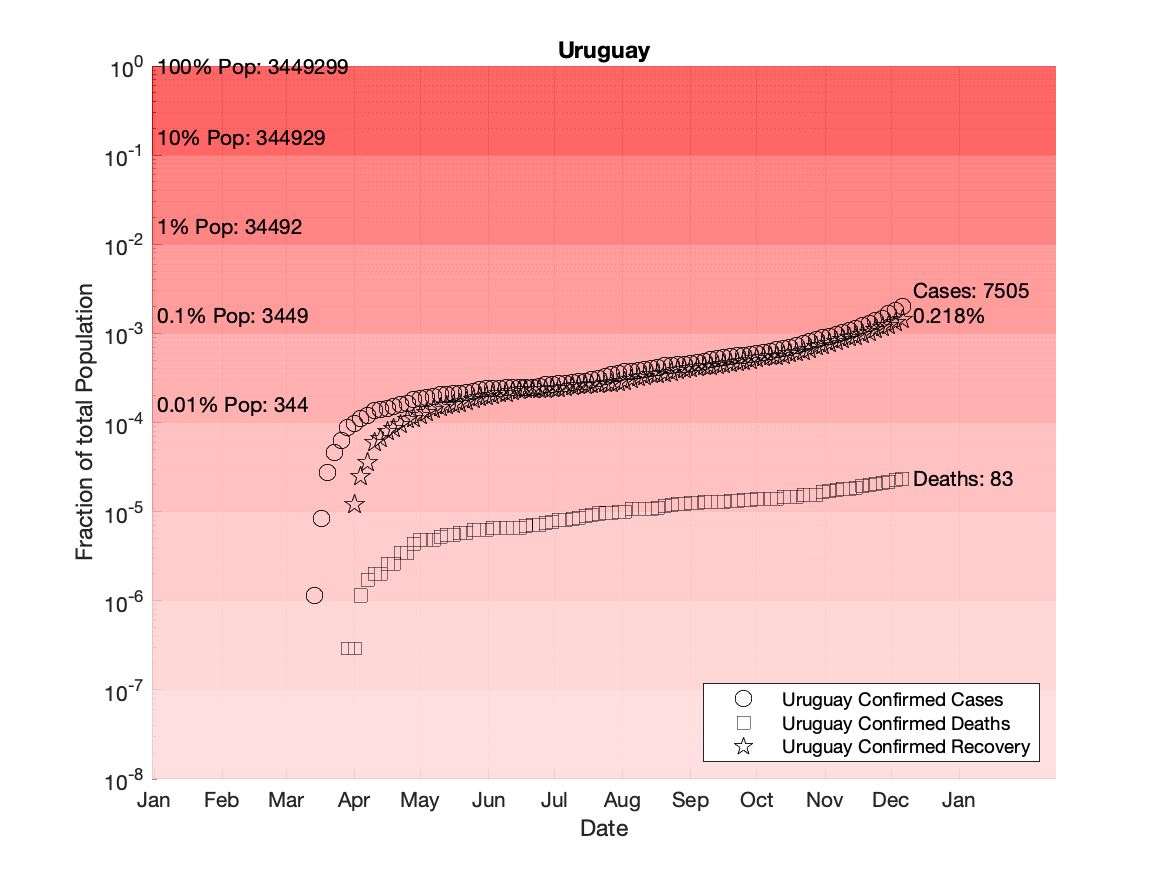 Uruguay
10^0
100% Pop: 3449299
10% Pop: 344929
10^-1
1% Pop: 34492
10^-2
Cases: 7505
0.1% Pop: 3449
0.218%
10^-3
0.01% Pop: 344
10^-4
Deaths: 83
10^-5
10^-6
10^-7
10^-8
Fraction of total Population
Uruguay Confirmed Cases
Uruguay Confirmed Deaths
Uruguay Confirmed Recovery
Jan Feb Mar Apr May Jun Jul Aug Sep Oct Nov Dec Jan
Date